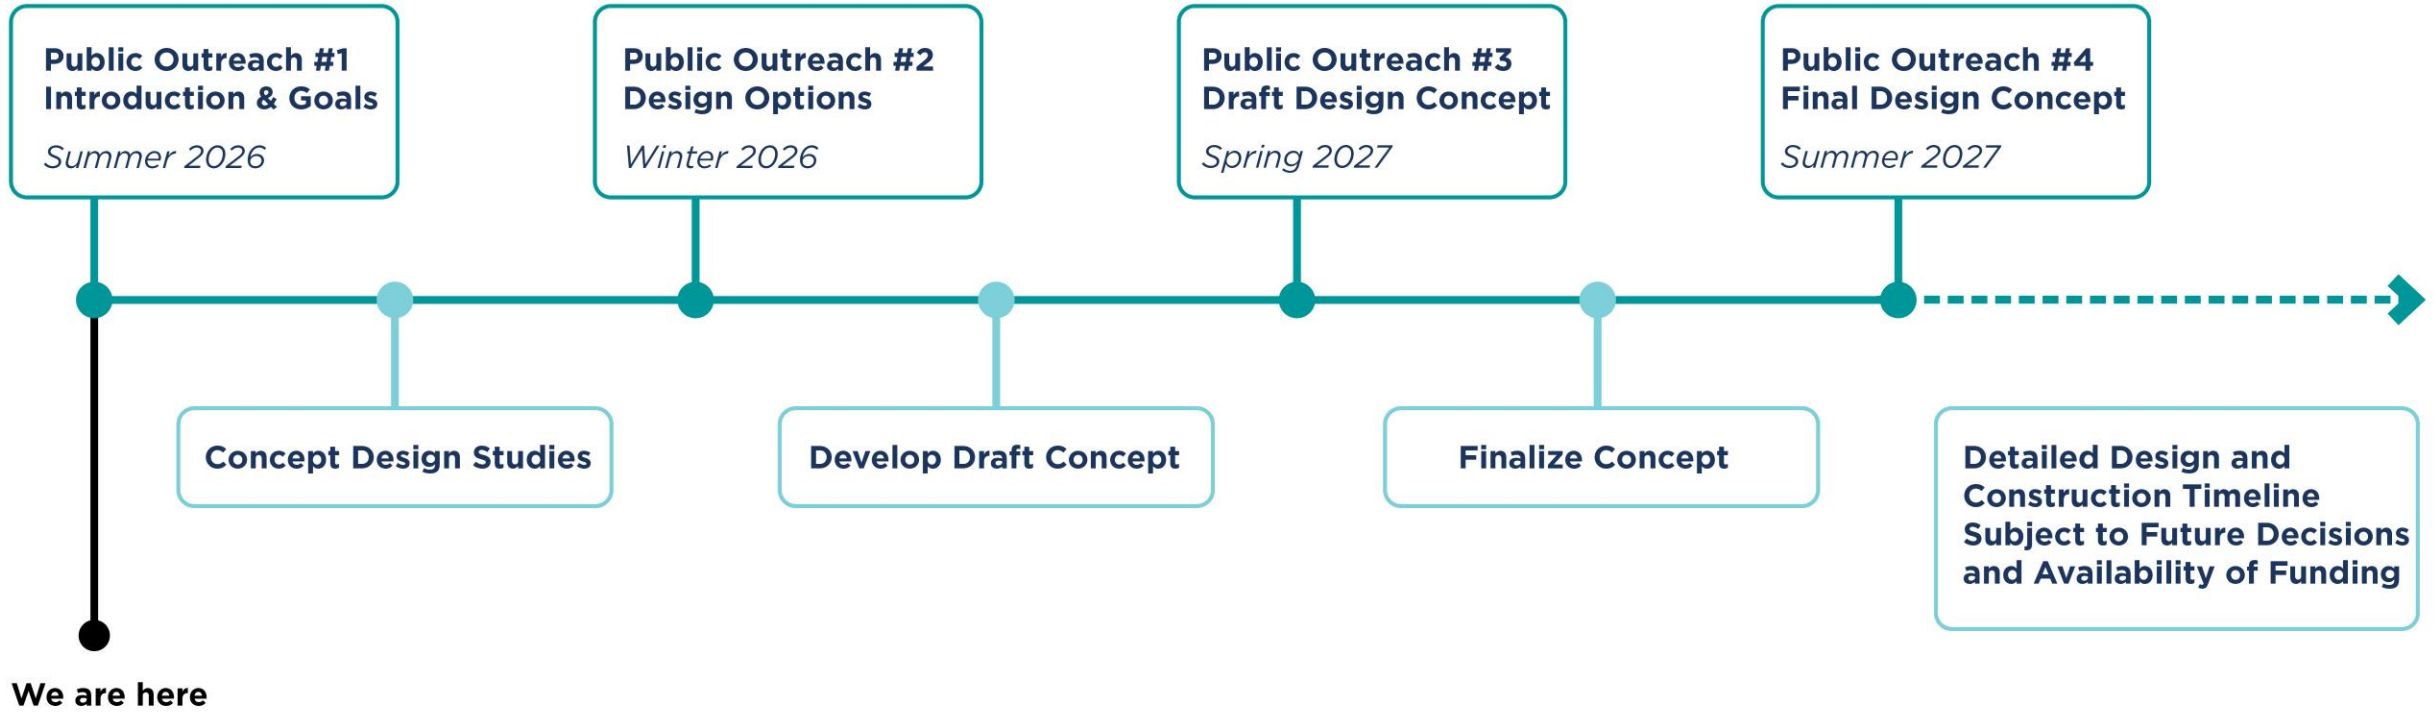 Public Outreach #1
Introduction & Goals
Summer 2026
Public Outreach #2
Design Options
Winter 2026
Public Outreach #3
Draft Design Concept
Spring 2027
Public Outreach #4
Final Design Concept
Summer 2027
Concept Design Studies
Develop Draft Concept
Finalize Concept
Detailed Design and
Construction Timeline
Subject to Future Decisions
and Availability of Funding
We are here